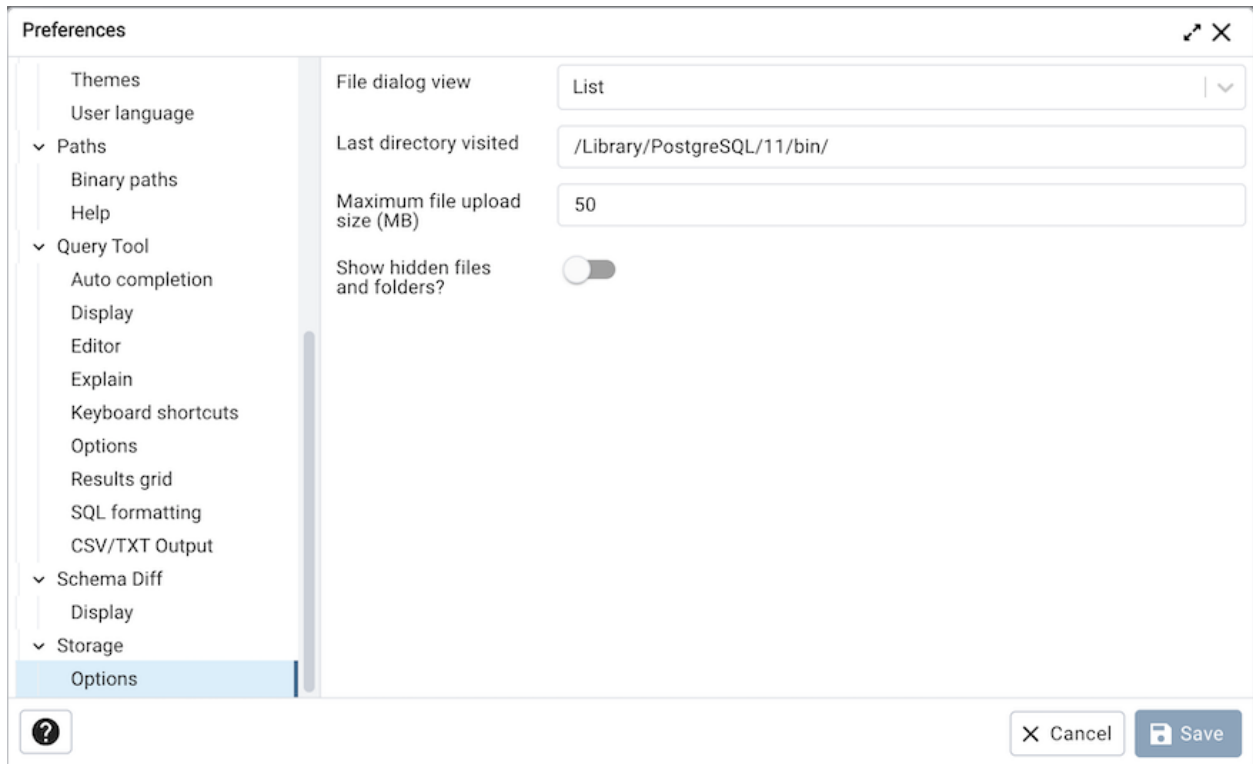 Preferences
Themes
User language
Paths
Binary paths
Help
Query Tool
Auto completion
Display
Editor
Explain
Keyboard shortcuts
Options
Results grid
SQL formatting
CSV/TXT Output
Schema Diff
Display
Storage
Options
File dialog view
List
Last directory visited
/Library/PostgreSQL/11/bin/
Maximum file upload
size (MB)
50
Show hidden files
and folders?
?
Cancel
Save